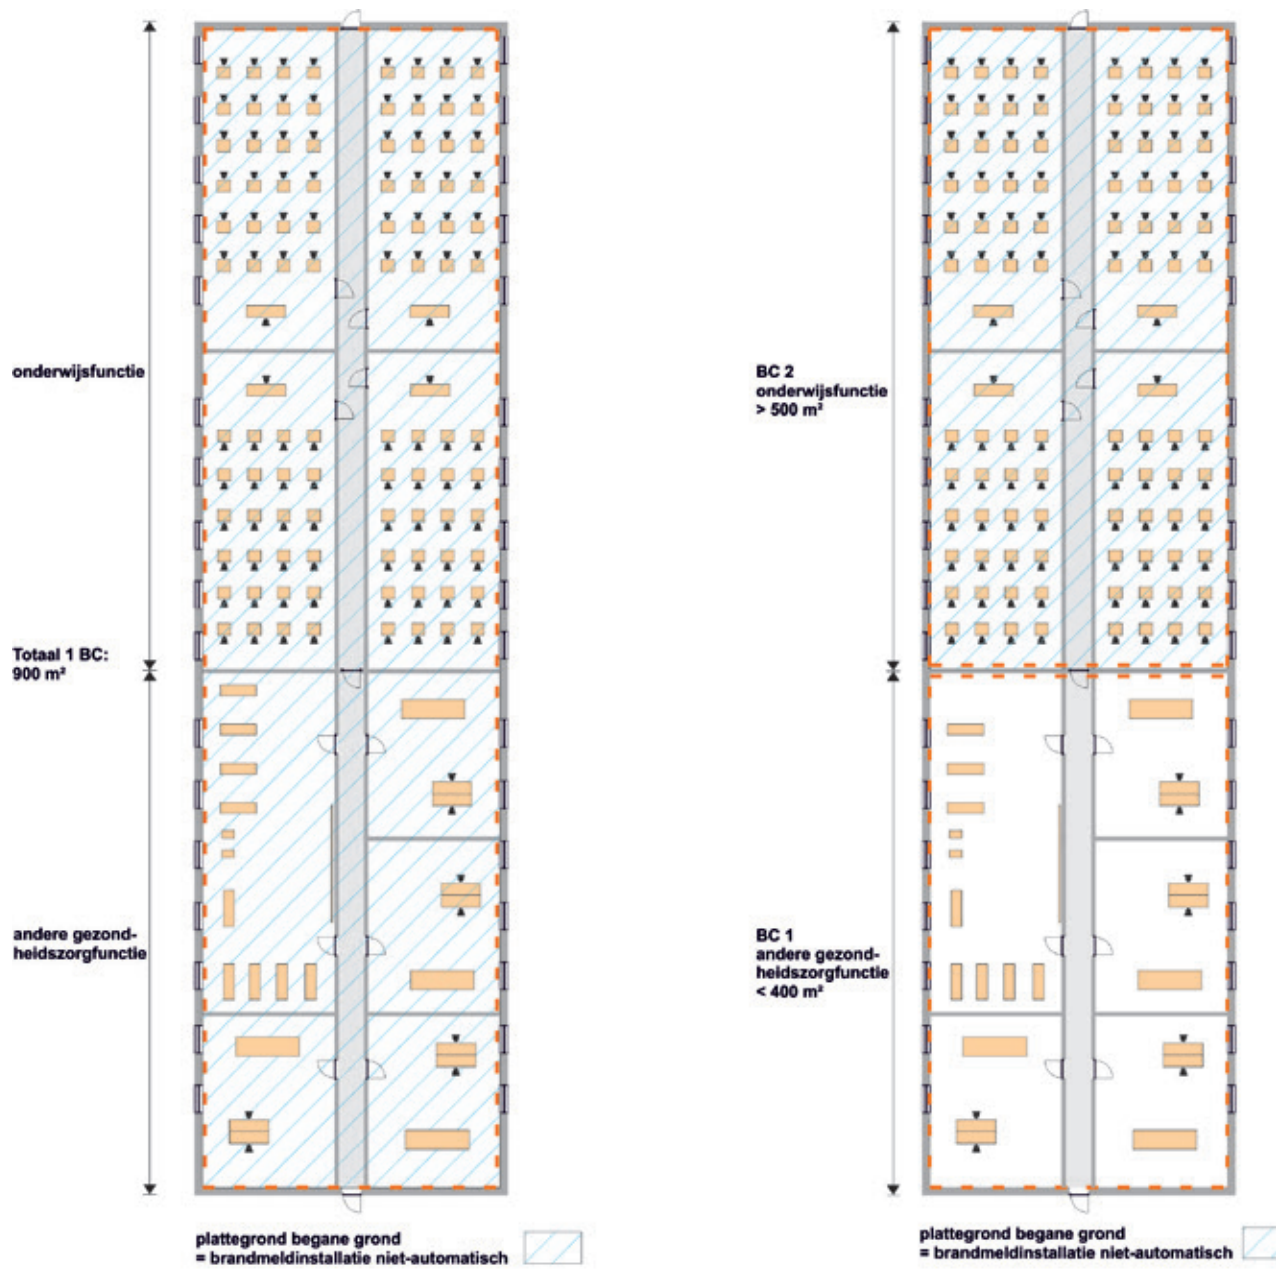 onderwijsfunctie
Totaal 1 BC:
900 m²
andere gezond-
heidszorgfunctie
plattegrond begane grond
= brandmeldinstallatie niet-automatisch
BC 2
onderwijsfunctie
> 500 m²
BC 1
andere gezond-
heidszorgfunctie
< 400 m²
plattegrond begane grond
= brandmeldinstallatie niet-automatisch